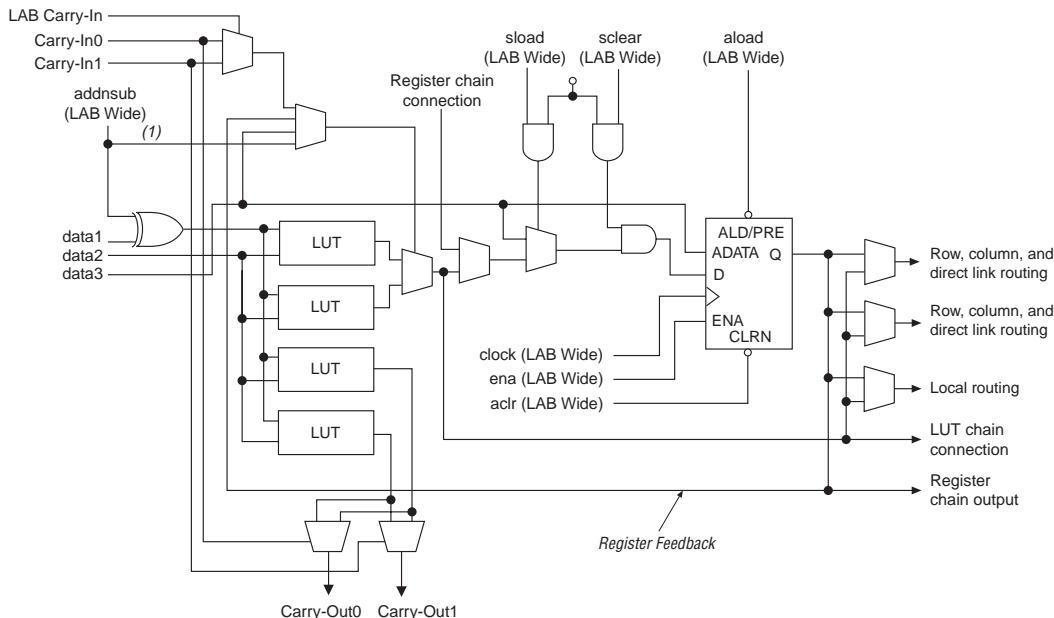 LAB Carry-In
Carry-In0
Carry-In1
addnsub
(LAB Wide)
(1)
data1
data2
data3
Register chain
connection
sload
(LAB Wide)
sclear
(LAB Wide)
aload
(LAB Wide)
LUT
LUT
LUT
LUT
ALD/PRE
ADATA Q
D
ENA
CLRN
clock (LAB Wide)
ena (LAB Wide)
aclr (LAB Wide)
Row, column, and
direct link routing
Row, column, and
direct link routing
Local routing
LUT chain
connection
Register
chain output
Register Feedback
Carry-Out0
Carry-Out1